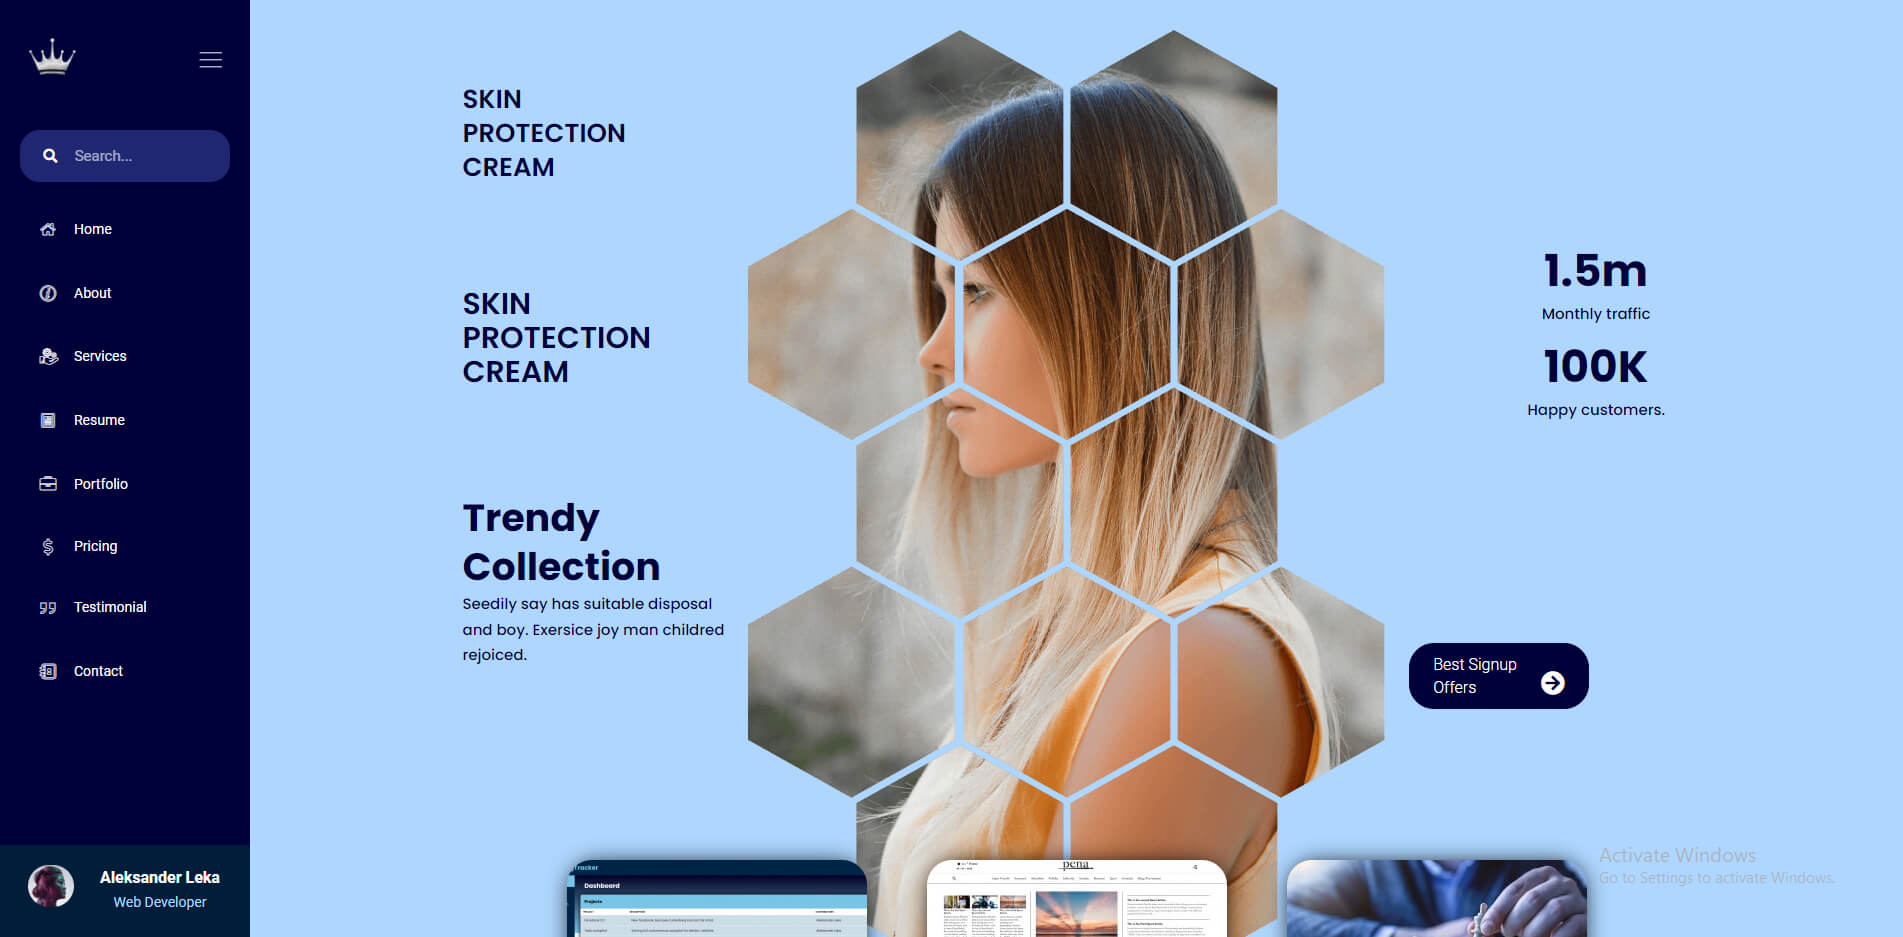 Search...
Home
About
Services
Resume
Portfolio
Pricing
Testimonial
Contact
Aleksander Leka
Web Developer
SKIN
PROTECTION
CREAM
SKIN
PROTECTION
CREAM
Trendy
Collection
Seedily say has suitable disposal
and boy. Exersice joy man childred
rejoiced.
1.5m
Monthly traffic
100K
Happy customers.
Best Signup
Offers
Tracker
Dashboard
Projects
pena
Activate Windows
Go to Settings to activate Windows.